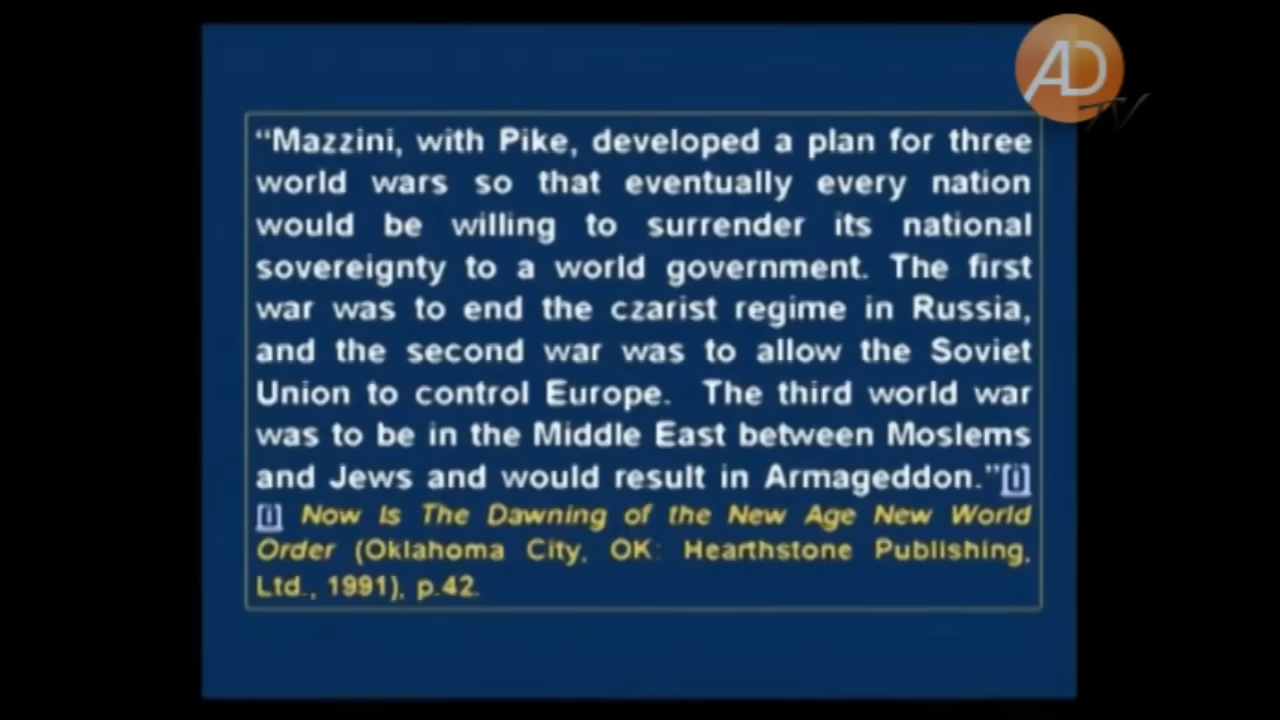 AD
TV
“Mazzini, with Pike, developed a plan for three
world wars so that eventually every nation
would be willing to surrender its national
sovereignty to a world government. The first
war was to end the czarist regime in Russia,
and the second war was to allow the Soviet
Union to control Europe. The third world war
was to be in the Middle East between Moslems
and Jews and would result in Armageddon.”[i]
[i] Now Is The Dawning of the New Age New World
Order (Oklahoma City, OK: Hearthstone Publishing,
Ltd., 1991), p.42.